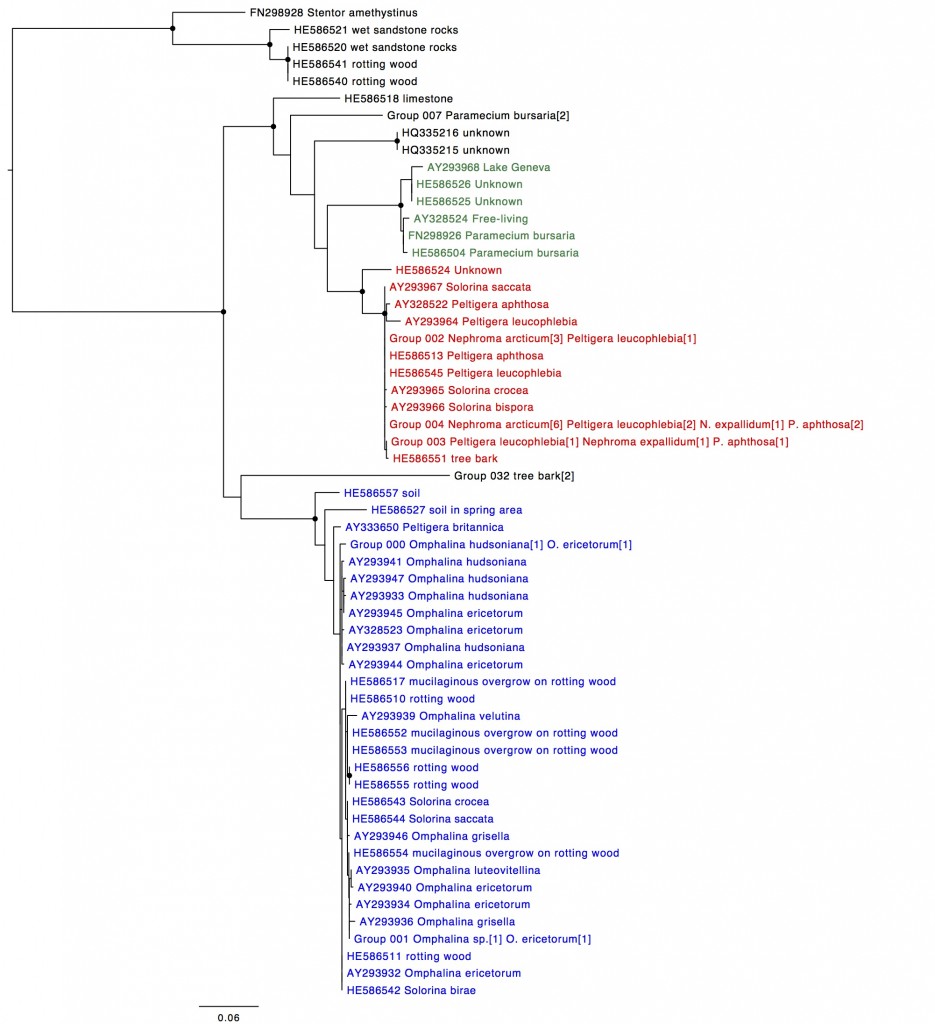 FN298928 Stentor amethystinus
HE586521 wet sandstone rocks
HE586520 wet sandstone rocks
HE586541 rotting wood
HE586540 rotting wood
HE586518 limestone
Group 007 Paramecium bursaria[2]
HQ335216 unknown
HQ335215 unknown
AY293968 Lake Geneva
HE586526 Unknown
HE586525 Unknown
AY328524 Free-living
FN298926 Paramecium bursaria
HE586504 Paramecium bursaria
HE586524 Unknown
AY293967 Solorina saccata
AY328522 Peltigera aphthosa
AY293964 Peltigera leucophlebia
Group 002 Nephroma arcticum[3] Peltigera leucophlebia[1]
HE586513 Peltigera aphthosa
HE586545 Peltigera leucophlebia
AY293965 Solorina crocea
AY293966 Solorina bispora
Group 004 Nephroma arcticum[6] Peltigera leucophlebia[2] N. expallidum[1] P. aphthosa[2]
Group 003 Peltigera leucophlebia[1] Nephroma expallidum[1] P. aphthosa[1]
HE586551 tree bark
Group 032 tree bark[2]
HE586557 soil
HE586527 soil in spring area
AY333650 Peltigera britannica
Group 000 Omphalina hudsoniana[1] O. ericetorum[1]
AY293941 Omphalina hudsoniana
AY293947 Omphalina hudsoniana
AY293933 Omphalina hudsoniana
AY293945 Omphalina ericetorum
AY328523 Omphalina ericetorum
AY293937 Omphalina hudsoniana
AY293944 Omphalina ericetorum
HE586517 mucilaginous overgrow on rotting wood
HE586510 rotting wood
AY293939 Omphalina velutina
HE586552 mucilaginous overgrow on rotting wood
HE586553 mucilaginous overgrow on rotting wood
HE586556 rotting wood
HE586555 rotting wood
HE586543 Solorina crocea
HE586544 Solorina saccata
AY293946 Omphalina grisella
HE586554 mucilaginous overgrow on rotting wood
AY293935 Omphalina luteovitellina
AY293940 Omphalina ericetorum
AY293934 Omphalina ericetorum
AY293936 Omphalina grisella
Group 001 Omphalina sp.[1] O. ericetorum[1]
HE586511 rotting wood
AY293932 Omphalina ericetorum
HE586542 Solorina birae
0.06